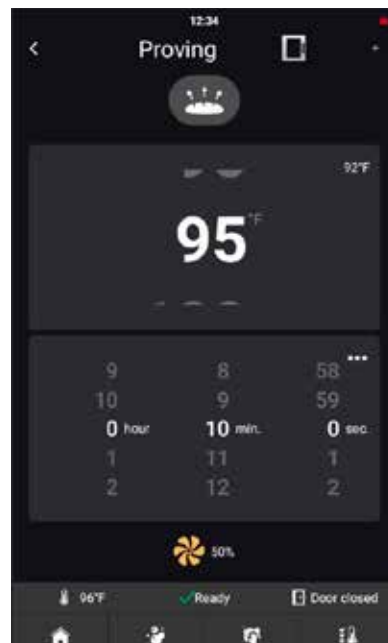 12:34
Proving
92°F
95 °F
9 8 58
10 9 59
0 hour 10 min. 0 sec.
1 11 1
2 12 2
50%
96°F Ready Door closed